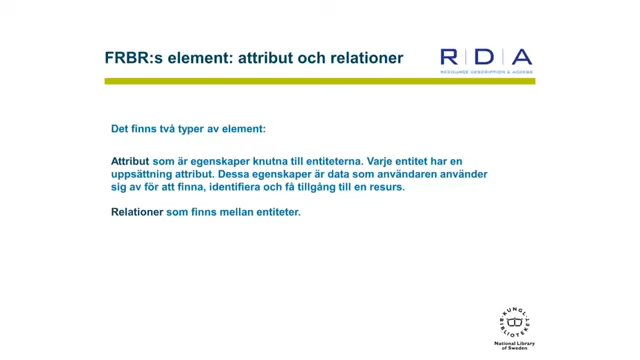 FRBR:s element: attribut och relationer
R | D | A
RESOURCE DESCRIPTION & ACCESS
Det finns två typer av element:
Attribut som är egenskaper knutna till entiteterna. Varje entitet har en
uppsättning attribut. Dessa egenskaper är data som användaren använder
sig av för att finna, identifiera och få tillgång till en resurs.
Relationer som finns mellan entiteter.
KUNGL.
BIBLIOTEKET
National Library
of Sweden